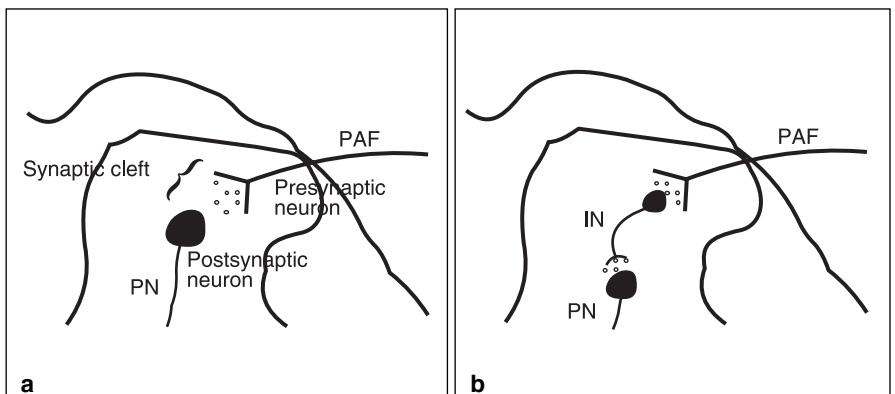 PAF
Synaptic cleft
Presynaptic
neuron
Postsynaptic
neuron
PN
a
PAF
IN
PN
b